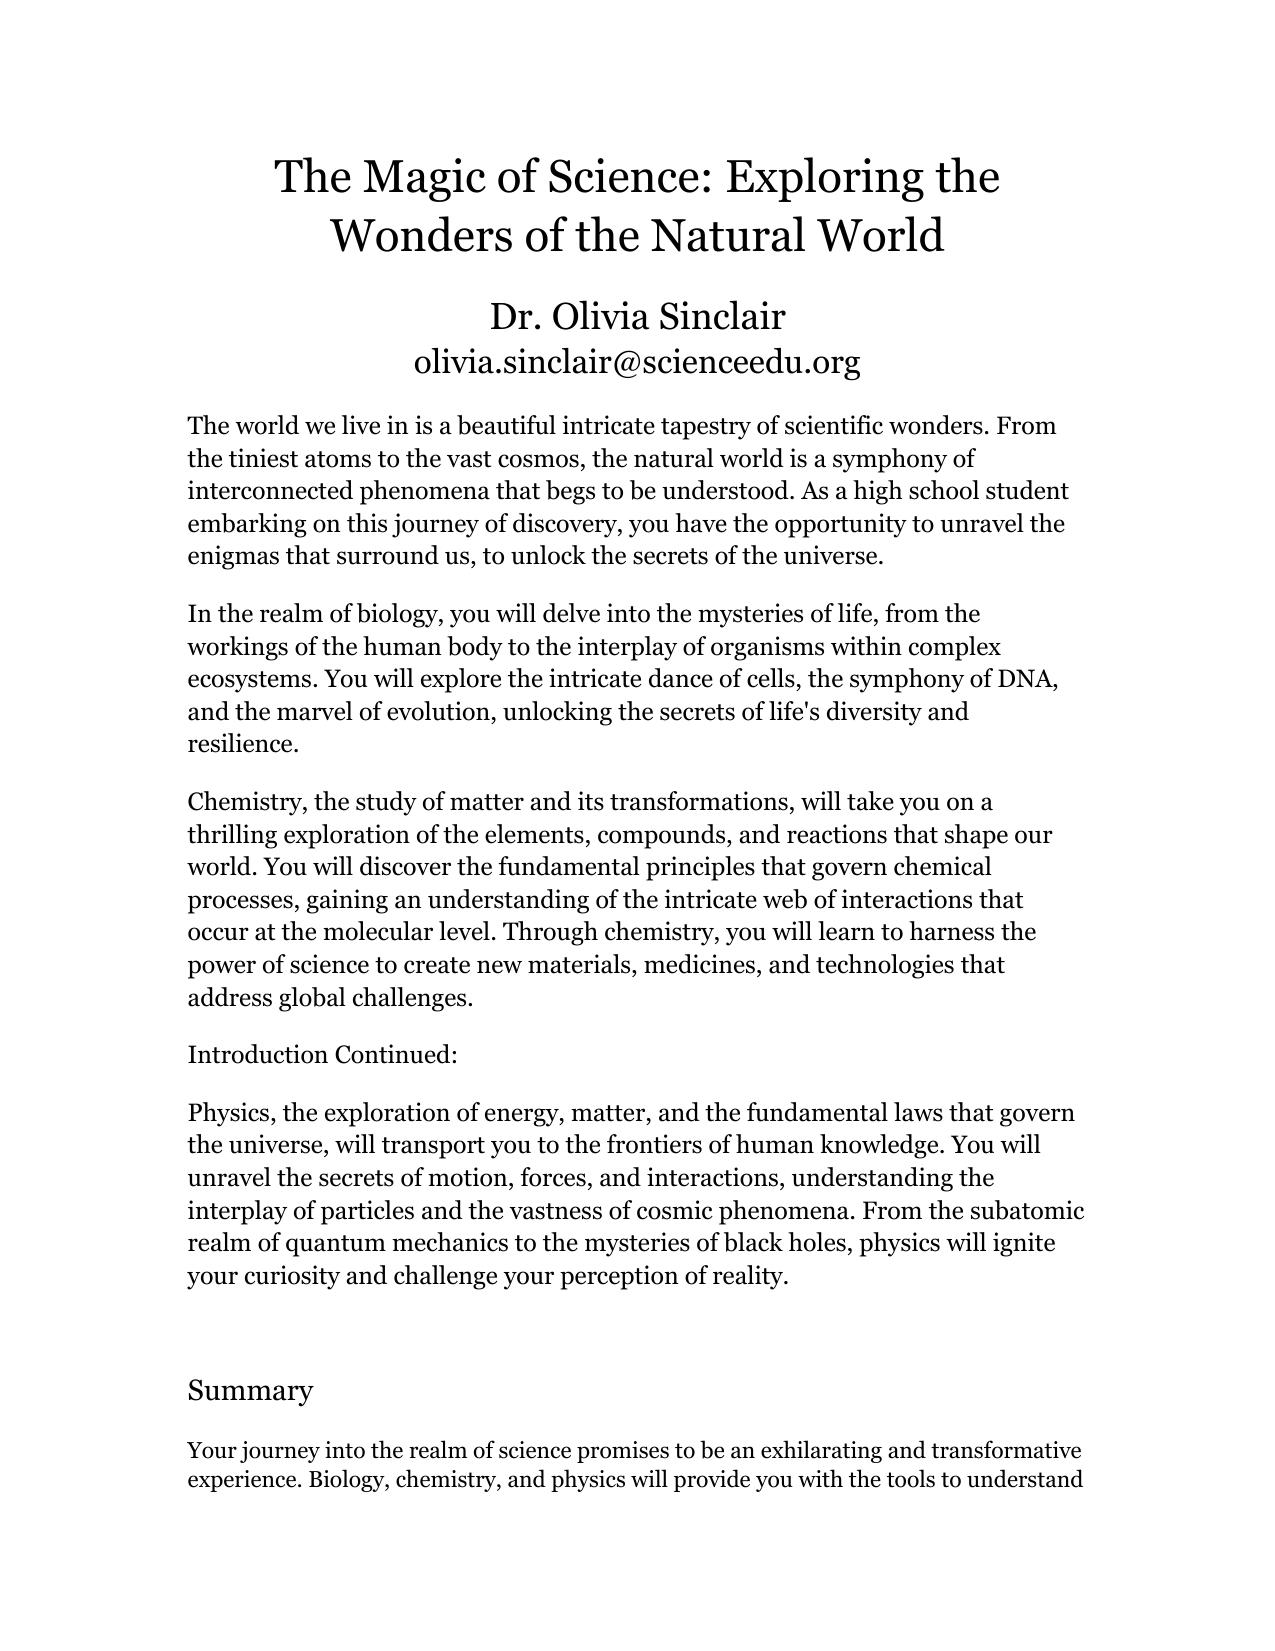 The Magic of Science: Exploring the
Wonders of the Natural World
Dr. Olivia Sinclair
olivia.sinclair@scienceedu.org
The world we live in is a beautiful intricate tapestry of scientific wonders. From
the tiniest atoms to the vast cosmos, the natural world is a symphony of
interconnected phenomena that begs to be understood. As a high school student
embarking on this journey of discovery, you have the opportunity to unravel the
enigmas that surround us, to unlock the secrets of the universe.
In the realm of biology, you will delve into the mysteries of life, from the
workings of the human body to the interplay of organisms within complex
ecosystems. You will explore the intricate dance of cells, the symphony of DNA,
and the marvel of evolution, unlocking the secrets of life's diversity and
resilience.
Chemistry, the study of matter and its transformations, will take you on a
thrilling exploration of the elements, compounds, and reactions that shape our
world. You will discover the fundamental principles that govern chemical
processes, gaining an understanding of the intricate web of interactions that
occur at the molecular level. Through chemistry, you will learn to harness the
power of science to create new materials, medicines, and technologies that
address global challenges.
Introduction Continued:
Physics, the exploration of energy, matter, and the fundamental laws that govern
the universe, will transport you to the frontiers of human knowledge. You will
unravel the secrets of motion, forces, and interactions, understanding the
interplay of particles and the vastness of cosmic phenomena. From the subatomic
realm of quantum mechanics to the mysteries of black holes, physics will ignite
your curiosity and challenge your perception of reality.
Summary
Your journey into the realm of science promises to be an exhilarating and transformative
experience. Biology, chemistry, and physics will provide you with the tools to understand